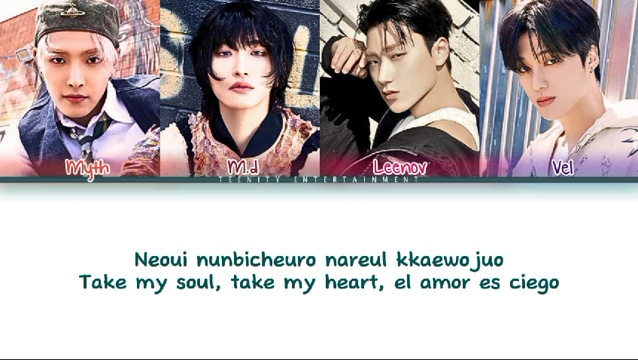 Myth
M.J
Leenov
Vel
TEENITY ENTERTAINMENT
Neoui nunbicheuro nareul kkaewojuo
Take my soul, take my heart, el amor es ciego